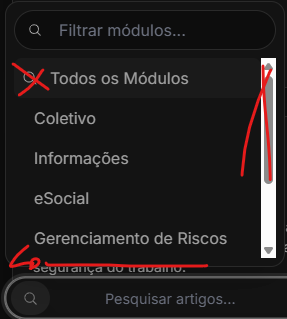 Filtrar módulos...
Todos os Módulos
Coletivo
Informações
eSocial
Gerenciamento de Riscos
segurança do trabalho.
Pesquisar artigos...